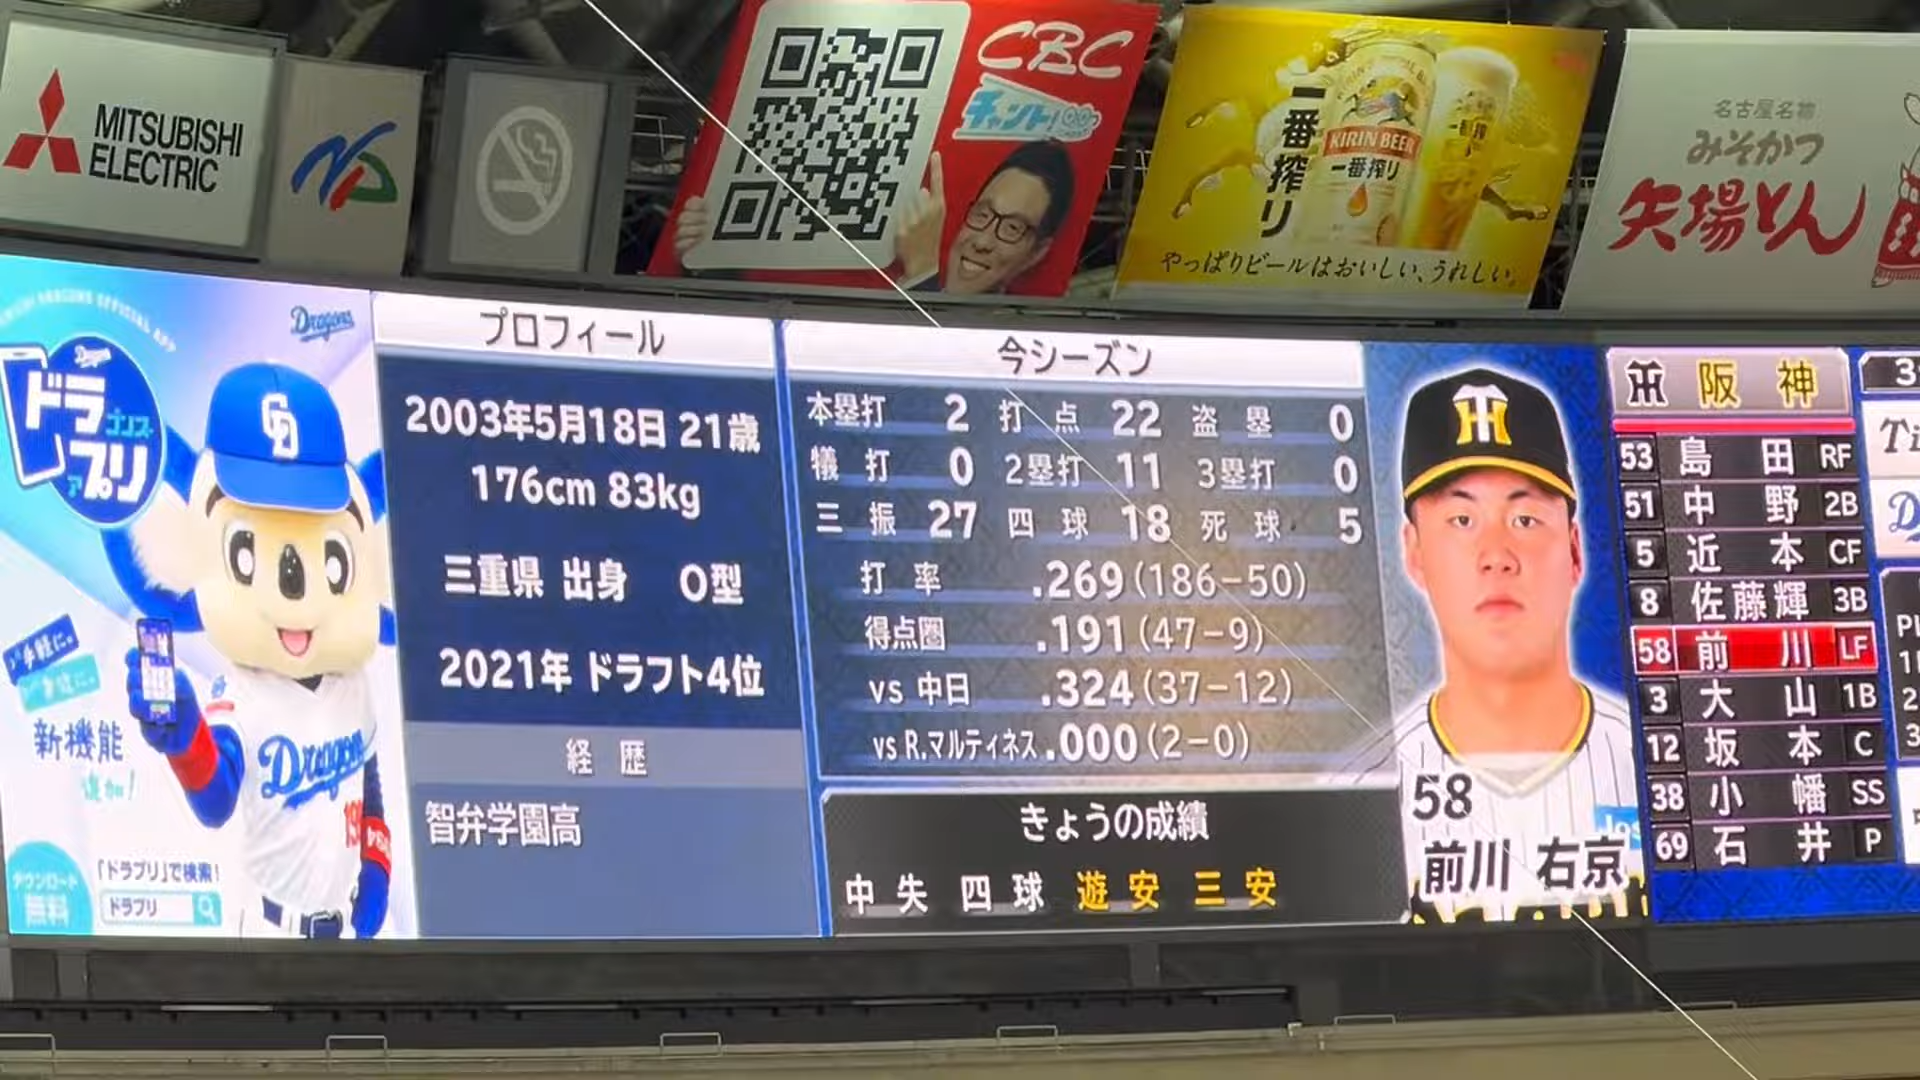 MITSUBISHI
ELECTRIC
CBC
チャント!
一番搾り
KIRIN BEER
一番搾り
やっぱりビールはおいしい、うれしい。
名古屋名物
みそかつ
矢場とん
Dragons
ドラゴンズ
アプリ
新機能
追加!
ダウンロード
無料
「ドラプリ」で検索!
ドラプリ
Dragons
プロフィール
2003年5月18日 21歳
176cm 83kg
三重県 出身 O型
2021年 ドラフト4位
経歴
智弁学園高
今シーズン
本塁打 2 打点 22 盗塁 0
犠打 0 2塁打 11 3塁打 0
三振 27 四球 18 死球 5
打率 .269(186-50)
得点圏 .191(47-9)
vs 中日 .324(37-12)
vs R.マルティネス .000(2-0)
きょうの成績
中失 四球 遊安 三安
58
前川 右京
阪神
53 島田 RF
51 中野 2B
5 近本 CF
8 佐藤輝 3B
58 前川 LF
3 大山 1B
12 坂本 C
38 小幡 SS
69 石井 P